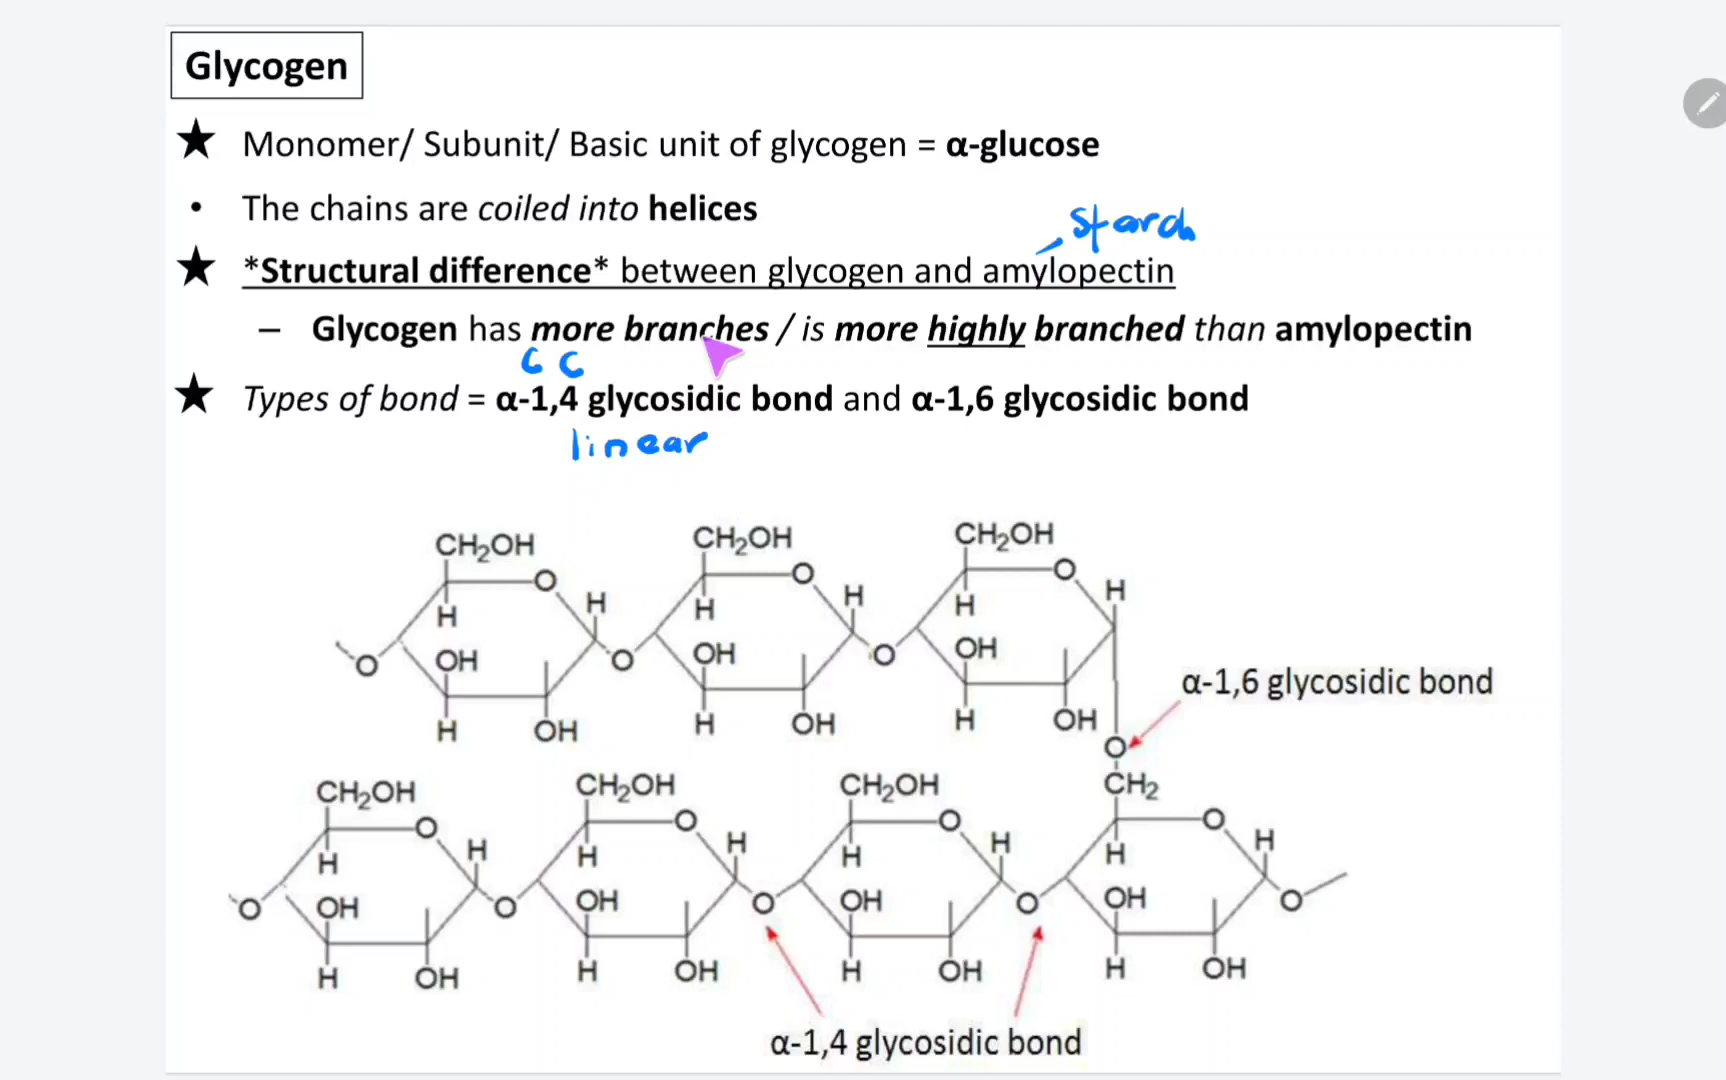 Glycogen
★ Monomer/ Subunit/ Basic unit of glycogen = α-glucose
• The chains are coiled into helices
starch
★ *Structural difference* between glycogen and amylopectin
– Glycogen has more branches / is more highly branched than amylopectin
C C
★ Types of bond = α-1,4 glycosidic bond and α-1,6 glycosidic bond
linear
CH₂OH CH₂OH CH₂OH
O O O
H H H H H H
OH OH OH
O O O
α-1,6 glycosidic bond
H OH H OH H OH
O
CH₂OH CH₂OH CH₂OH CH₂
O O O O
H H H H H H H H
OH OH OH OH
O O O O O
H OH H OH H OH H OH
α-1,4 glycosidic bond